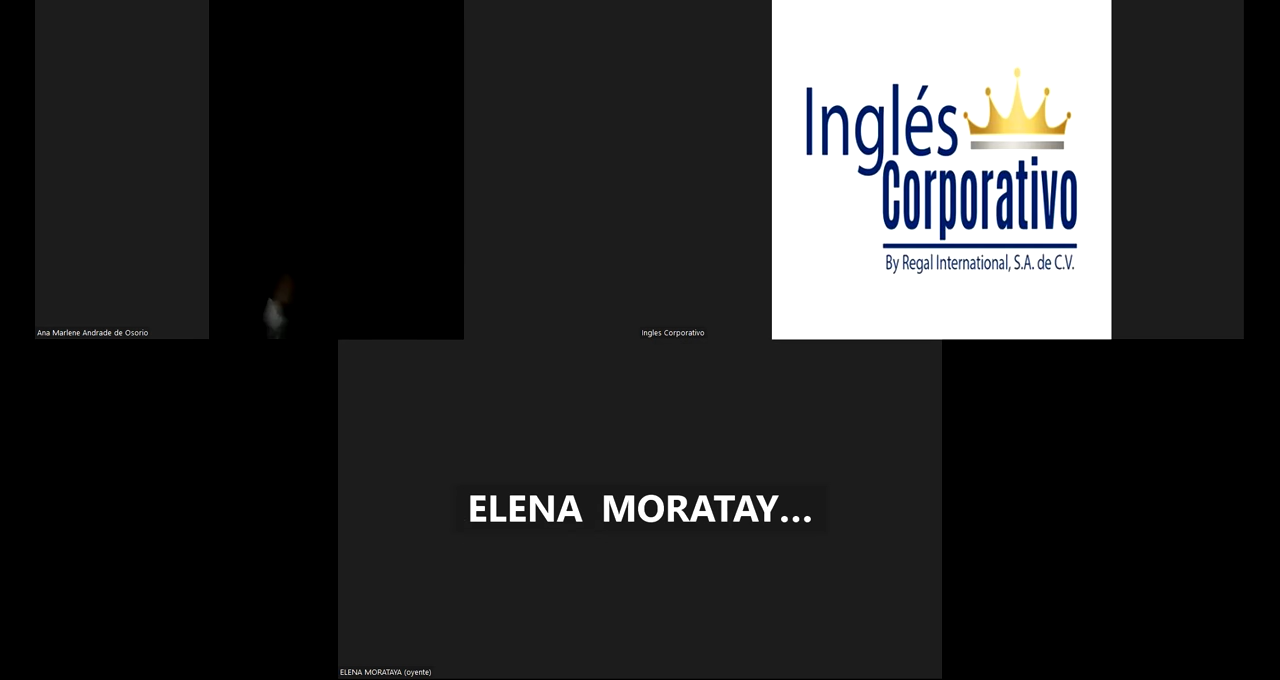 Inglés
Corporativo
By Regal International, S.A. de C.V.
Ana Marlene Andrade de Osorio
Ingles Corporativo
ELENA MORATAY...
ELENA MORATAYA (oyente)